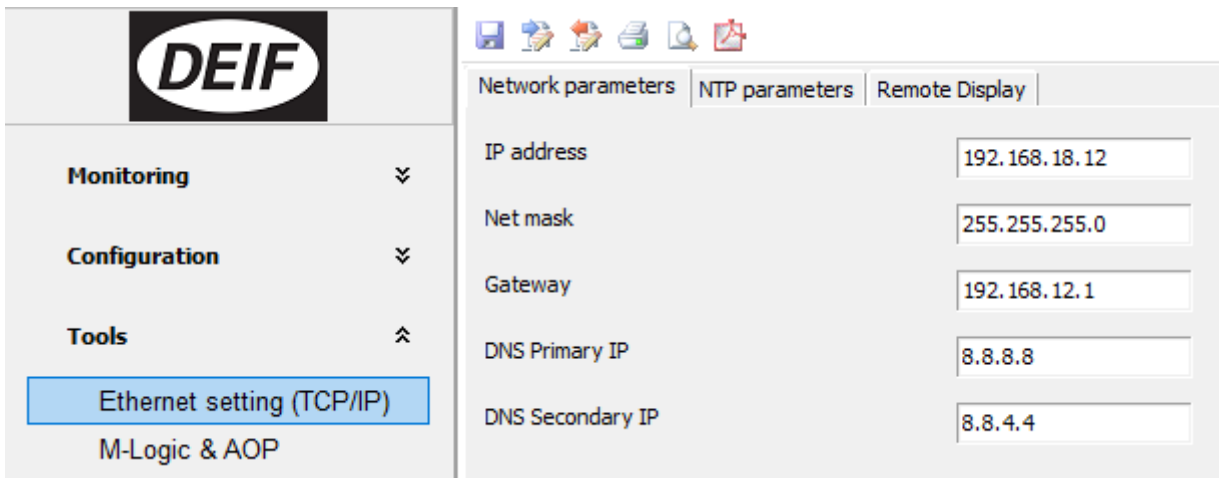 DEIF
Monitoring
Configuration
Tools
Ethernet setting (TCP/IP)
M-Logic & AOP
Network parameters NTP parameters Remote Display
IP address 192.168.18.12
Net mask 255.255.255.0
Gateway 192.168.12.1
DNS Primary IP 8.8.8.8
DNS Secondary IP 8.8.4.4